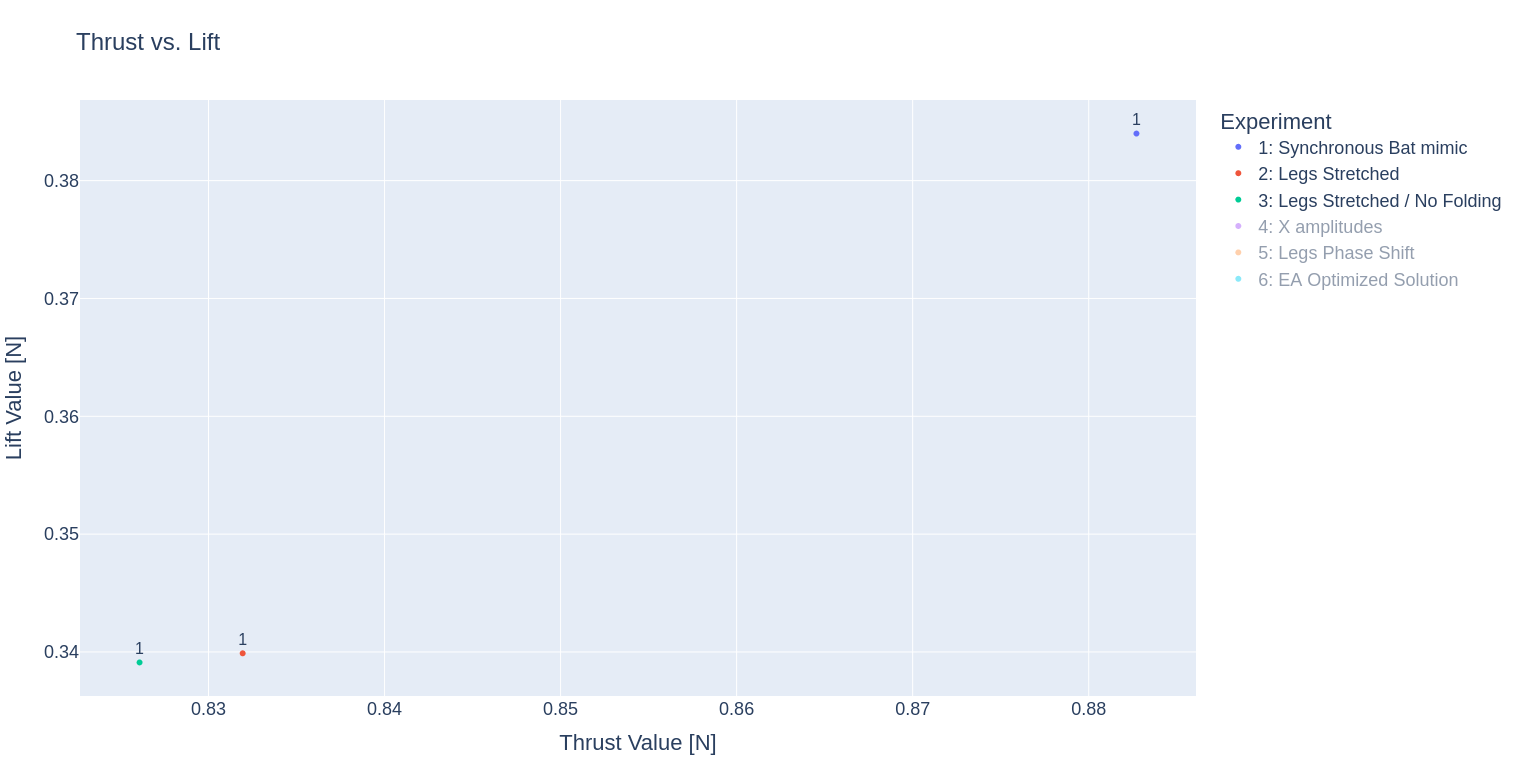 Thrust vs. Lift
Experiment
1: Synchronous Bat mimic
2: Legs Stretched
3: Legs Stretched / No Folding
4: X amplitudes
5: Legs Phase Shift
6: EA Optimized Solution
1
1
1
0.38
0.37
0.36
0.35
0.34
Lift Value [N]
0.83
0.84
0.85
0.86
0.87
0.88
Thrust Value [N]